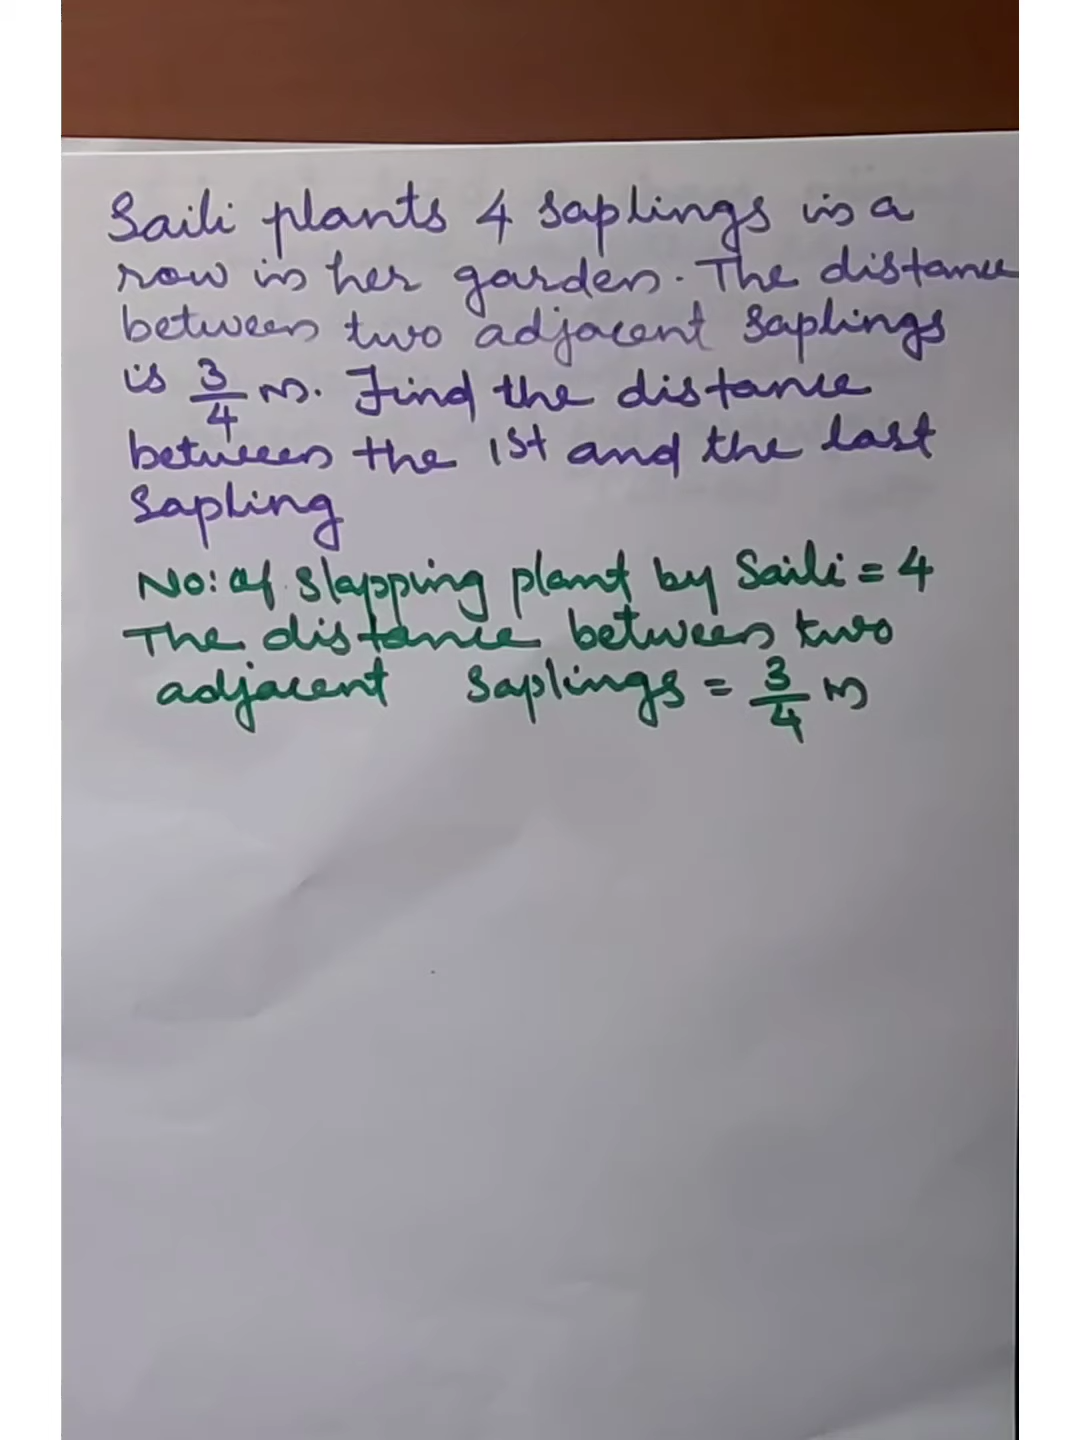 Saili plants 4 saplings in a
row in her garden. The distance
between two adjacent saplings
is 3/4 m. Find the distance
between the 1st and the last
Sapling
No: of slapping plant by Saili = 4
The distance between two
adjacent saplings = 3/4 m